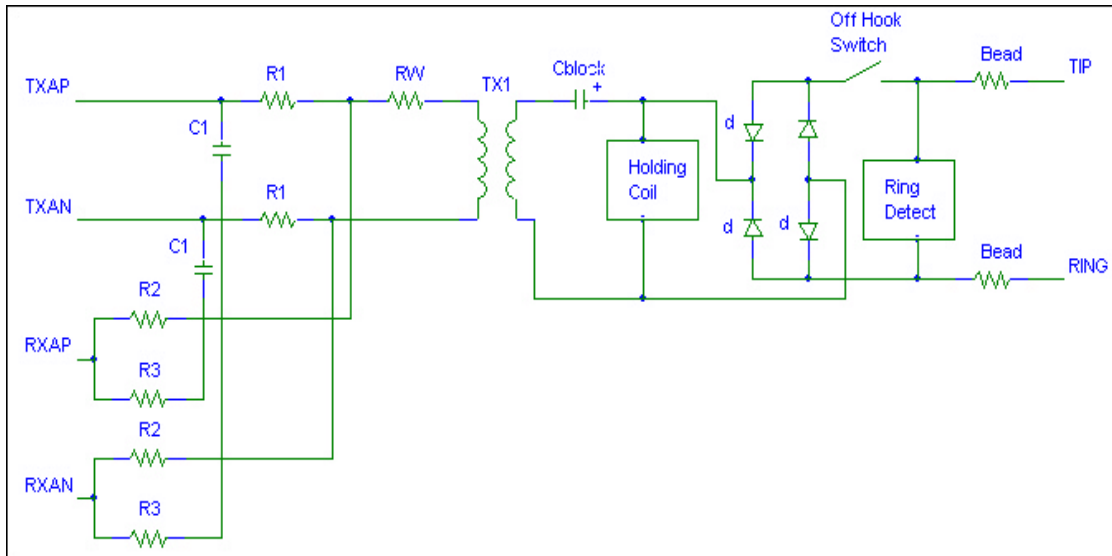 Off Hook
Switch
Bead
TIP
TXAP
R1
RW
TX1
Cblock
+
C1
d
Holding
Coil
Ring
Detect
TXAN
R1
d
d
C1
Bead
RING
R2
RXAP
R3
R2
RXAN
R3